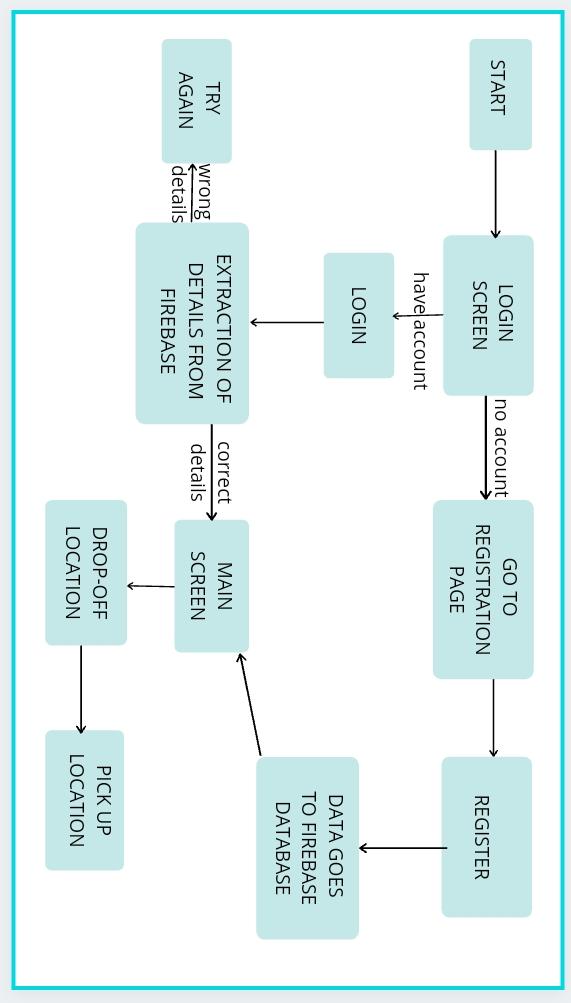 START
LOGIN
SCREEN
no account
GO TO
REGISTRATION
PAGE
REGISTER
have account
LOGIN
DATA GOES
TO FIREBASE
DATABASE
TRY
AGAIN
wrong
details
EXTRACTION OF
DETAILS FROM
FIREBASE
correct
details
MAIN
SCREEN
DROP-OFF
LOCATION
PICK UP
LOCATION